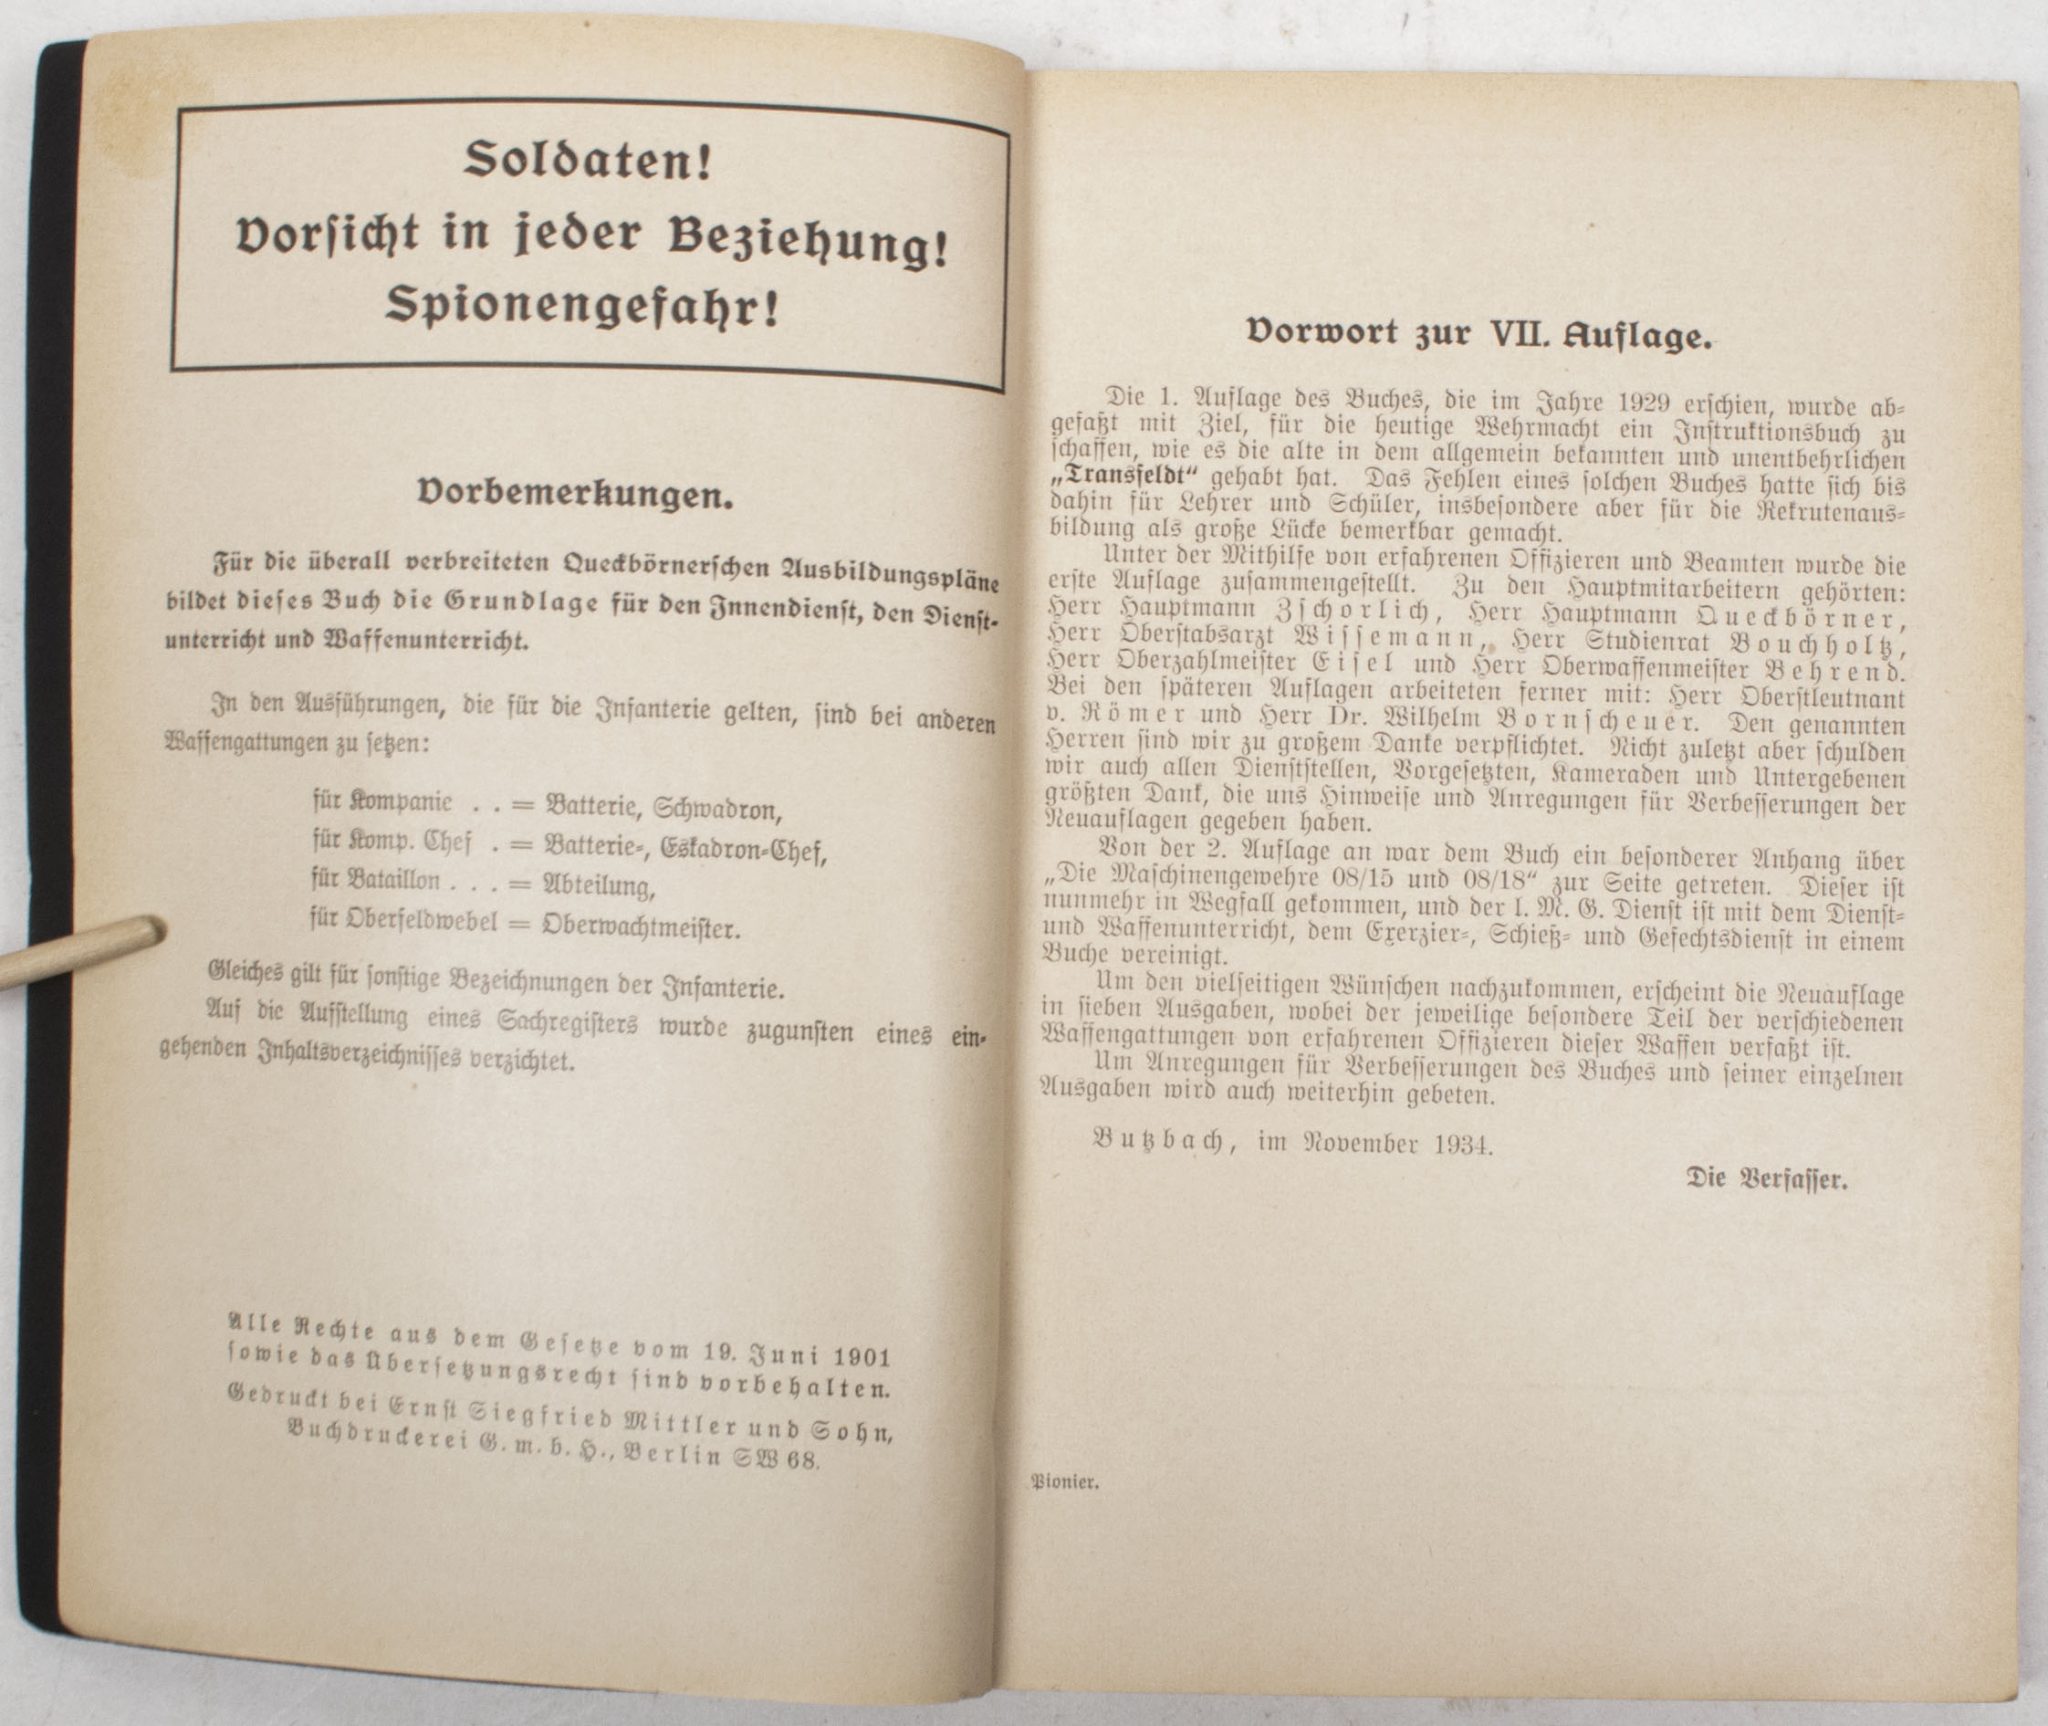 Soldaten!
Vorsicht in jeder Beziehung!
Spionengefahr!
Vorbemerkungen.
Für die überall verbreiteten Queckbörnerschen Ausbildungspläne
bildet dieses Buch die Grundlage für den Innendienst, den Dienst-
unterricht und Waffenunterricht.
In den Ausführungen, die für die Infanterie gelten, sind bei anderen
Waffengattungen zu setzen:
für Kompanie . . = Batterie, Schwadron,
für Komp. Chef . = Batterie-, Eskadron-Chef,
für Bataillon . . . = Abteilung,
für Oberfeldwebel = Oberwachtmeister.
Gleiches gilt für sonstige Bezeichnungen der Infanterie.
Auf die Aufstellung eines Sachregisters wurde zugunsten eines ein-
gehenden Inhaltsverzeichnisses verzichtet.
Alle Rechte aus dem Gesetze vom 19. Juni 1901
sowie das Übersetzungsrecht sind vorbehalten.
Gedruckt bei Ernst Siegfried Mittler und Sohn,
Buchdruckerei G. m. b. H., Berlin SW 68.
Vorwort zur VII. Auflage.
Die 1. Auflage des Buches, die im Jahre 1929 erschien, wurde ab-
gefaßt mit Ziel, für die heutige Wehrmacht ein Instruktionsbuch zu
schaffen, wie es die alte in dem allgemein bekannten und unentbehrlichen
„Transfeldt“ gehabt hat. Das Fehlen eines solchen Buches hatte sich bis
dahin für Lehrer und Schüler, insbesondere aber für die Rekrutenaus-
bildung als große Lücke bemerkbar gemacht.
Unter der Mithilfe von erfahrenen Offizieren und Beamten wurde die
erste Auflage zusammengestellt. Zu den Hauptmitarbeitern gehörten:
Herr Hauptmann Zschorlich, Herr Hauptmann Queckbörner,
Herr Oberstabsarzt Wissemann, Herr Studienrat Bouchholtz,
Herr Oberzahlmeister Eisel und Herr Oberwaffenmeister Behrend.
Bei den späteren Auflagen arbeiteten ferner mit: Herr Oberstleutnant
v. Römer und Herr Dr. Wilhelm Bornscheuer. Den genannten
Herren sind wir zu großem Danke verpflichtet. Nicht zuletzt aber schulden
wir auch allen Dienststellen, Vorgesetzten, Kameraden und Untergebenen
größten Dank, die uns Hinweise und Anregungen für Verbesserungen der
Neuauflagen gegeben haben.
Von der 2. Auflage an war dem Buch ein besonderer Anhang über
„Die Maschinengewehre 08/15 und 08/18“ zur Seite getreten. Dieser ist
nunmehr in Wegfall gekommen, und der l. M. G. Dienst ist mit dem Dienst-
und Waffenunterricht, dem Exerzier-, Schieß- und Gefechtsdienst in einem
Buche vereinigt.
Um den vielseitigen Wünschen nachzukommen, erscheint die Neuauflage
in sieben Ausgaben, wobei der jeweilige besondere Teil der verschiedenen
Waffengattungen von erfahrenen Offizieren dieser Waffen verfaßt ist.
Um Anregungen für Verbesserungen des Buches und seiner einzelnen
Ausgaben wird auch weiterhin gebeten.
Butzbach, im November 1934.
Die Verfasser.
Pionier.